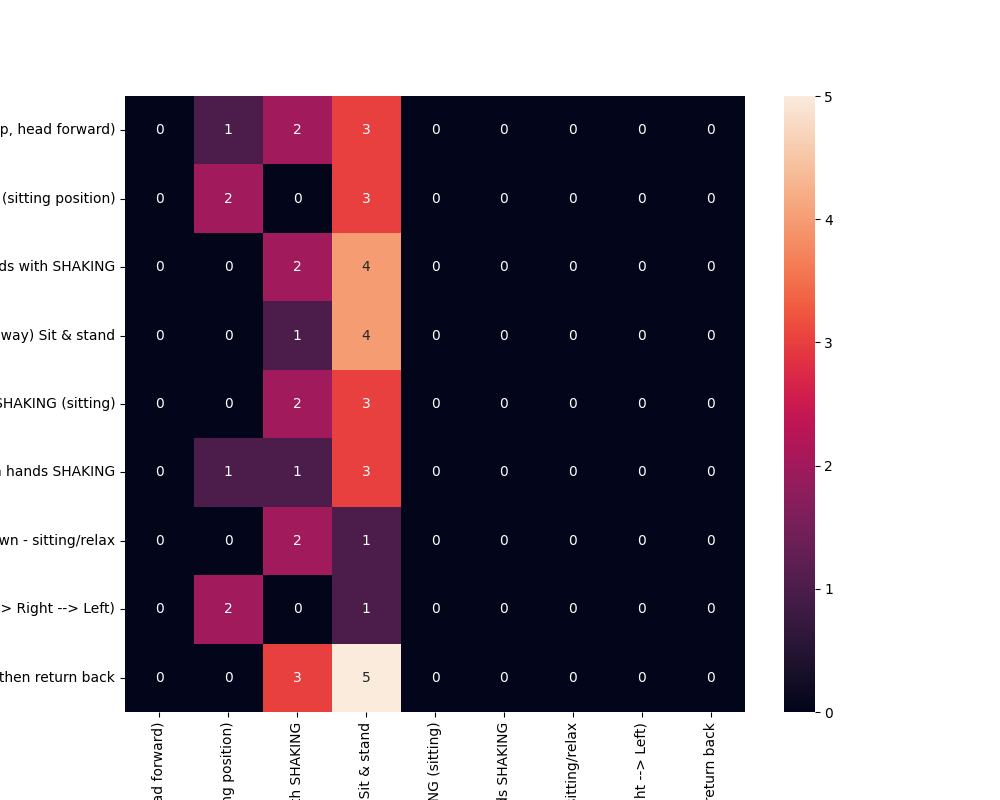 p, head forward) 0 1 2 3 0 0 0 0 0
(sitting position) 0 2 0 3 0 0 0 0 0
ds with SHAKING 0 0 2 4 0 0 0 0 0
way) Sit & stand 0 0 1 4 0 0 0 0 0
SHAKING (sitting) 0 0 2 3 0 0 0 0 0
hands SHAKING 0 1 1 3 0 0 0 0 0
wn - sitting/relax 0 0 2 1 0 0 0 0 0
> Right --> Left) 0 2 0 1 0 0 0 0 0
then return back 0 0 3 5 0 0 0 0 0
ad forward)
ng position)
th SHAKING
Sit & stand
NG (sitting)
ds SHAKING
sitting/relax
ht --> Left)
return back
5
4
3
2
1
0